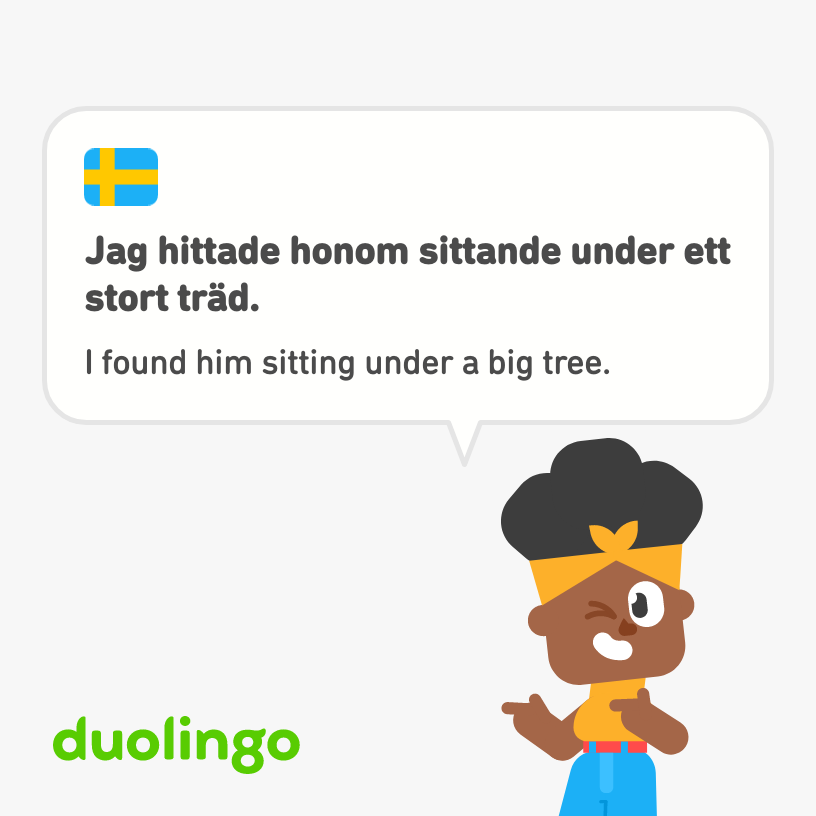 Jag hittade honom sittande under ett
stort träd.
I found him sitting under a big tree.
duolingo